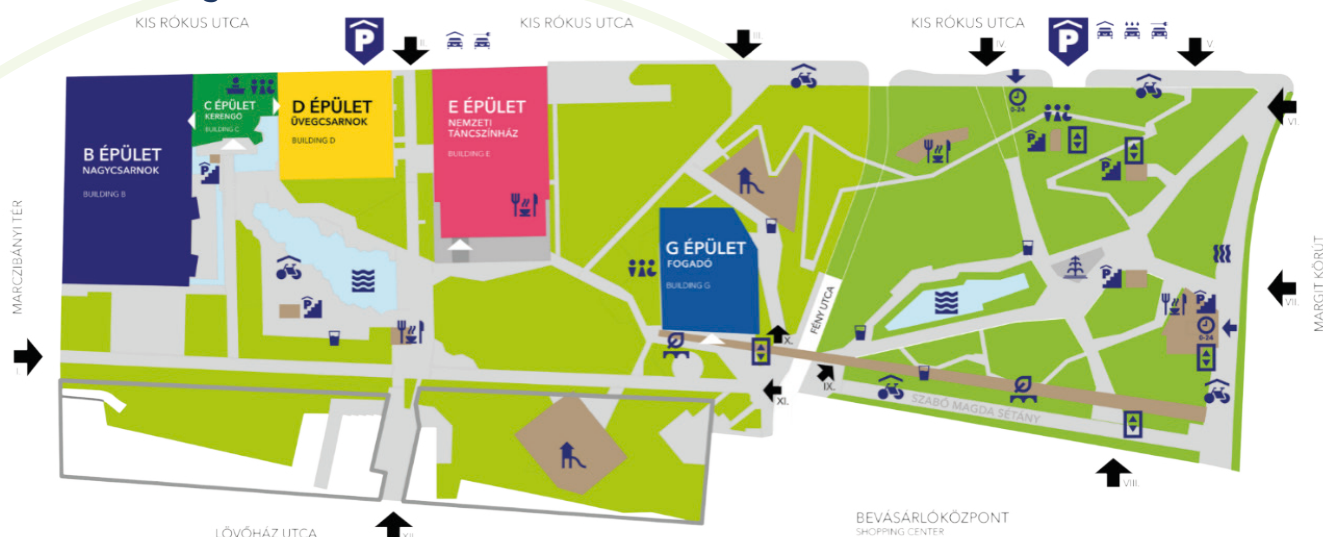 KIS RÓKUS UTCA
KIS RÓKUS UTCA
KIS RÓKUS UTCA
P
P
II.
III.
IV.
V.
VI.
C ÉPÜLET
KERENGŐ
BUILDING C
D ÉPÜLET
ÜVEGCSARNOK
BUILDING D
E ÉPÜLET
NEMZETI
TÁNCSZÍNHÁZ
BUILDING E
B ÉPÜLET
NAGYCSARNOK
BUILDING B
0-24
P
P
P
G ÉPÜLET
FOGADÓ
BUILDING G
MARCZIBÁNYI TÉR
FÉNY UTCA
MARGIT KÖRÚT
P
P
P
VII.
0-24
I.
X.
IX.
XI.
SZABÓ MAGDA SÉTÁNY
VIII.
LÖVŐHÁZ UTCA
XII.
BEVÁSÁRLÓKÖZPONT
SHOPPING CENTER